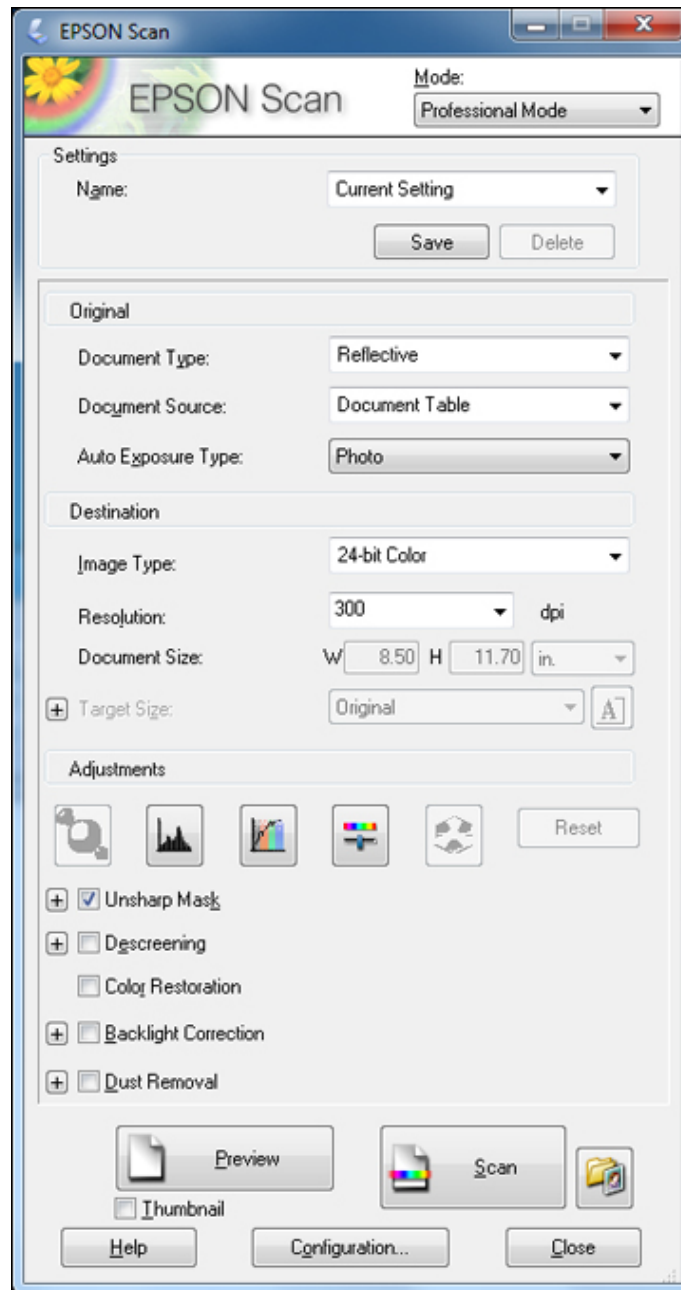 EPSON Scan
EPSON Scan
Mode:
Professional Mode
Settings
Name: Current Setting
Save Delete
Original
Document Type: Reflective
Document Source: Document Table
Auto Exposure Type: Photo
Destination
Image Type: 24-bit Color
Resolution: 300 dpi
Document Size: W 8.50 H 11.70 in.
Target Size: Original A
Adjustments
Reset
Unsharp Mask
Descreening
Color Restoration
Backlight Correction
Dust Removal
Preview Scan
Thumbnail
Help Configuration... Close